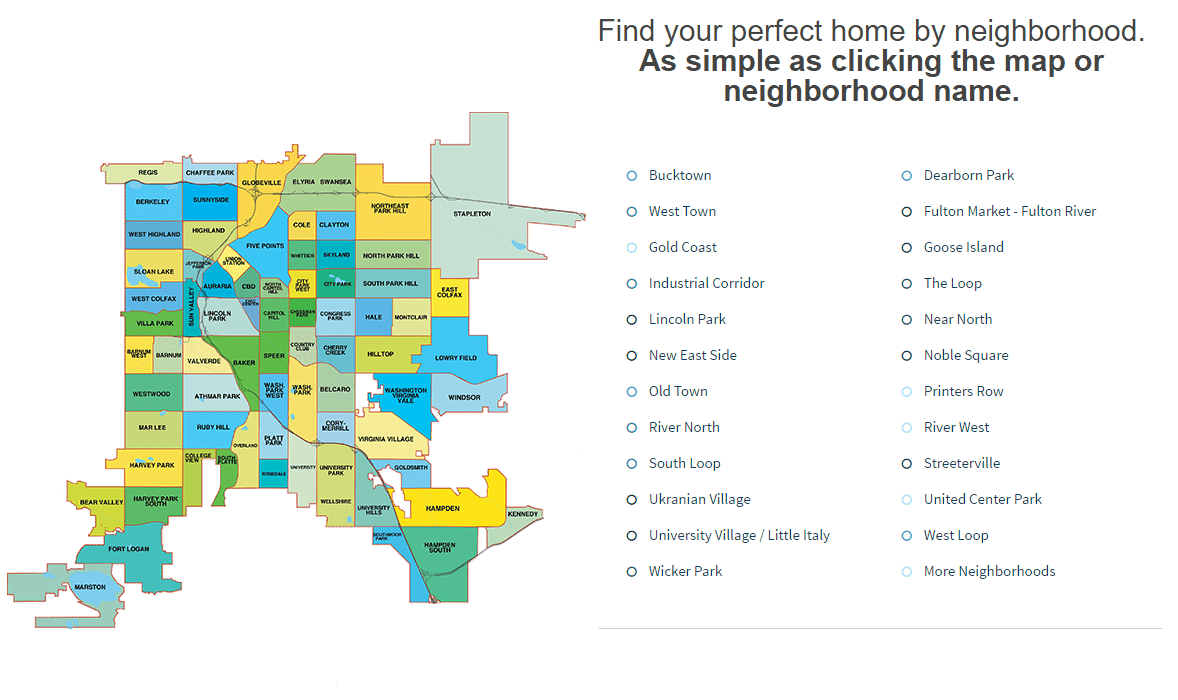 Find your perfect home by neighborhood.
As simple as clicking the map or
neighborhood name.
REGIS
CHAFFEE PARK
GLOBEVILLE
ELYRIA SWANSEA
BERKELEY
SUNNYSIDE
NORTHEAST
PARK HILL
STAPLETON
WEST HIGHLAND
HIGHLAND
COLE
CLAYTON
FIVE POINTS
WHITTIER
SKYLAND
NORTH PARK HILL
SLOAN LAKE
JEFFERSON
PARK
UNION
STATION
AURARIA
CBD
NORTH
CAPITOL
HILL
CITY
PARK
WEST
CITY PARK
SOUTH PARK HILL
EAST
COLFAX
WEST COLFAX
SUN VALLEY
CIVIC
CENTER
VILLA PARK
LINCOLN
PARK
CAPITOL
HILL
CHEESMAN
PARK
CONGRESS
PARK
HALE
MONTCLAIR
BARNUM
WEST
BARNUM
VALVERDE
BAKER
SPEER
COUNTRY
CLUB
CHERRY
CREEK
HILLTOP
LOWRY FIELD
WESTWOOD
ATHMAR PARK
WASH.
PARK
WEST
WASH.
PARK
BELCARO
WASHINGTON
VIRGINIA
VALE
WINDSOR
MAR LEE
RUBY HILL
OVERLAND
PLATT
PARK
CORY-
MERRILL
VIRGINIA VILLAGE
HARVEY PARK
COLLEGE
VIEW
SOUTH
PLATTE
ROSEDALE
UNIVERSITY
UNIVERSITY
PARK
GOLDSMITH
BEAR VALLEY
HARVEY PARK
SOUTH
WELLSHIRE
UNIVERSITY
HILLS
HAMPDEN
KENNEDY
FORT LOGAN
SOUTHMOOR
PARK
HAMPDEN
SOUTH
MARSTON
Bucktown
West Town
Gold Coast
Industrial Corridor
Lincoln Park
New East Side
Old Town
River North
South Loop
Ukranian Village
University Village / Little Italy
Wicker Park
Dearborn Park
Fulton Market - Fulton River
Goose Island
The Loop
Near North
Noble Square
Printers Row
River West
Streeterville
United Center Park
West Loop
More Neighborhoods